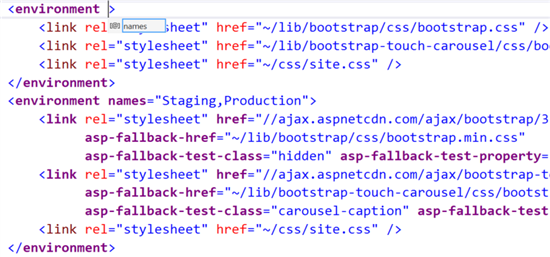 <environment >
names
<link rel="stylesheet" href="~/lib/bootstrap/css/bootstrap.css" />
<link rel="stylesheet" href="~/lib/bootstrap-touch-carousel/css/bo
<link rel="stylesheet" href="~/css/site.css" />
</environment>
<environment names="Staging,Production">
<link rel="stylesheet" href="//ajax.aspnetcdn.com/ajax/bootstrap/3
asp-fallback-href="~/lib/bootstrap/css/bootstrap.min.css"
asp-fallback-test-class="hidden" asp-fallback-test-property=
<link rel="stylesheet" href="//ajax.aspnetcdn.com/ajax/bootstrap-to
asp-fallback-href="~/lib/bootstrap-touch-carousel/css/bootst
asp-fallback-test-class="carousel-caption" asp-fallback-test
<link rel="stylesheet" href="~/css/site.css" />
</environment>